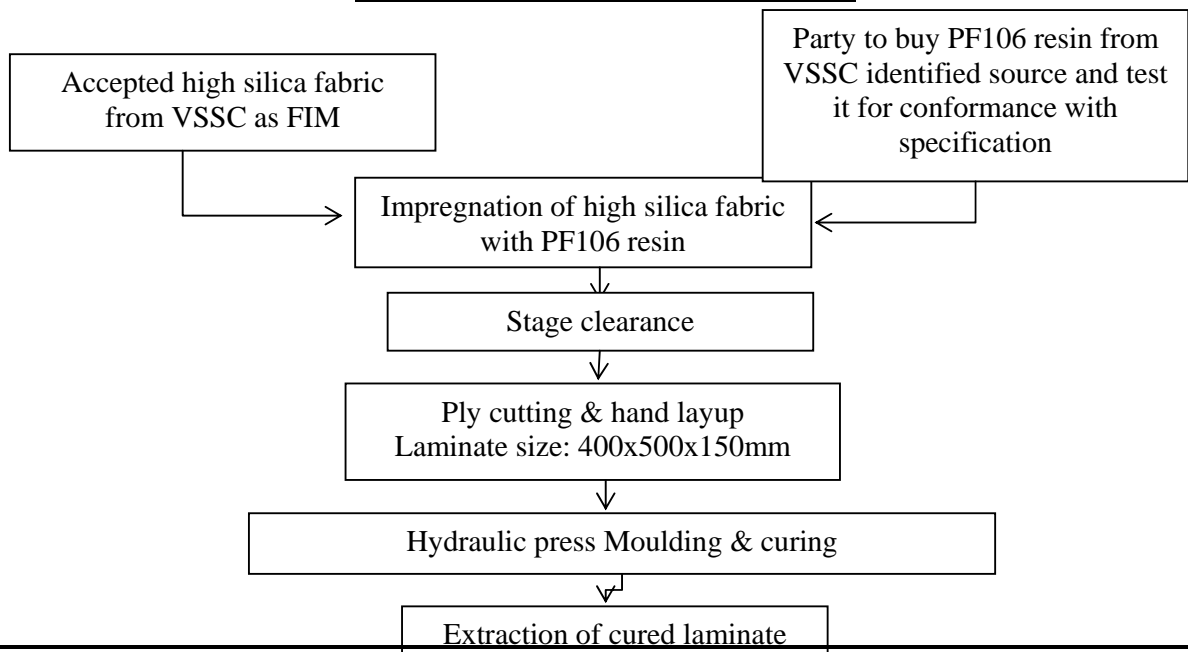 Accepted high silica fabric
from VSSC as FIM
Party to buy PF106 resin from
VSSC identified source and test
it for conformance with
specification
Impregnation of high silica fabric
with PF106 resin
Stage clearance
Ply cutting & hand layup
Laminate size: 400x500x150mm
Hydraulic press Moulding & curing
Extraction of cured laminate